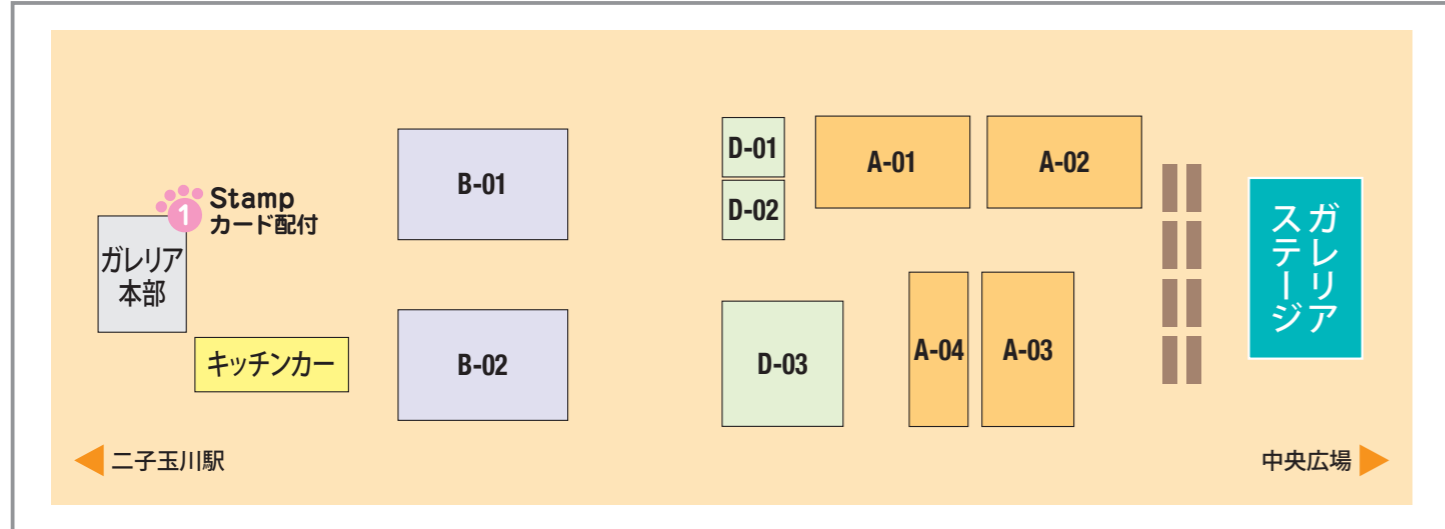 1
Stamp
カード配付
ガレリア
本部
キッチンカー
B-01
B-02
D-01
D-02
D-03
A-01
A-02
A-04
A-03
ガレリア
ステージ
二子玉川駅
中央広場